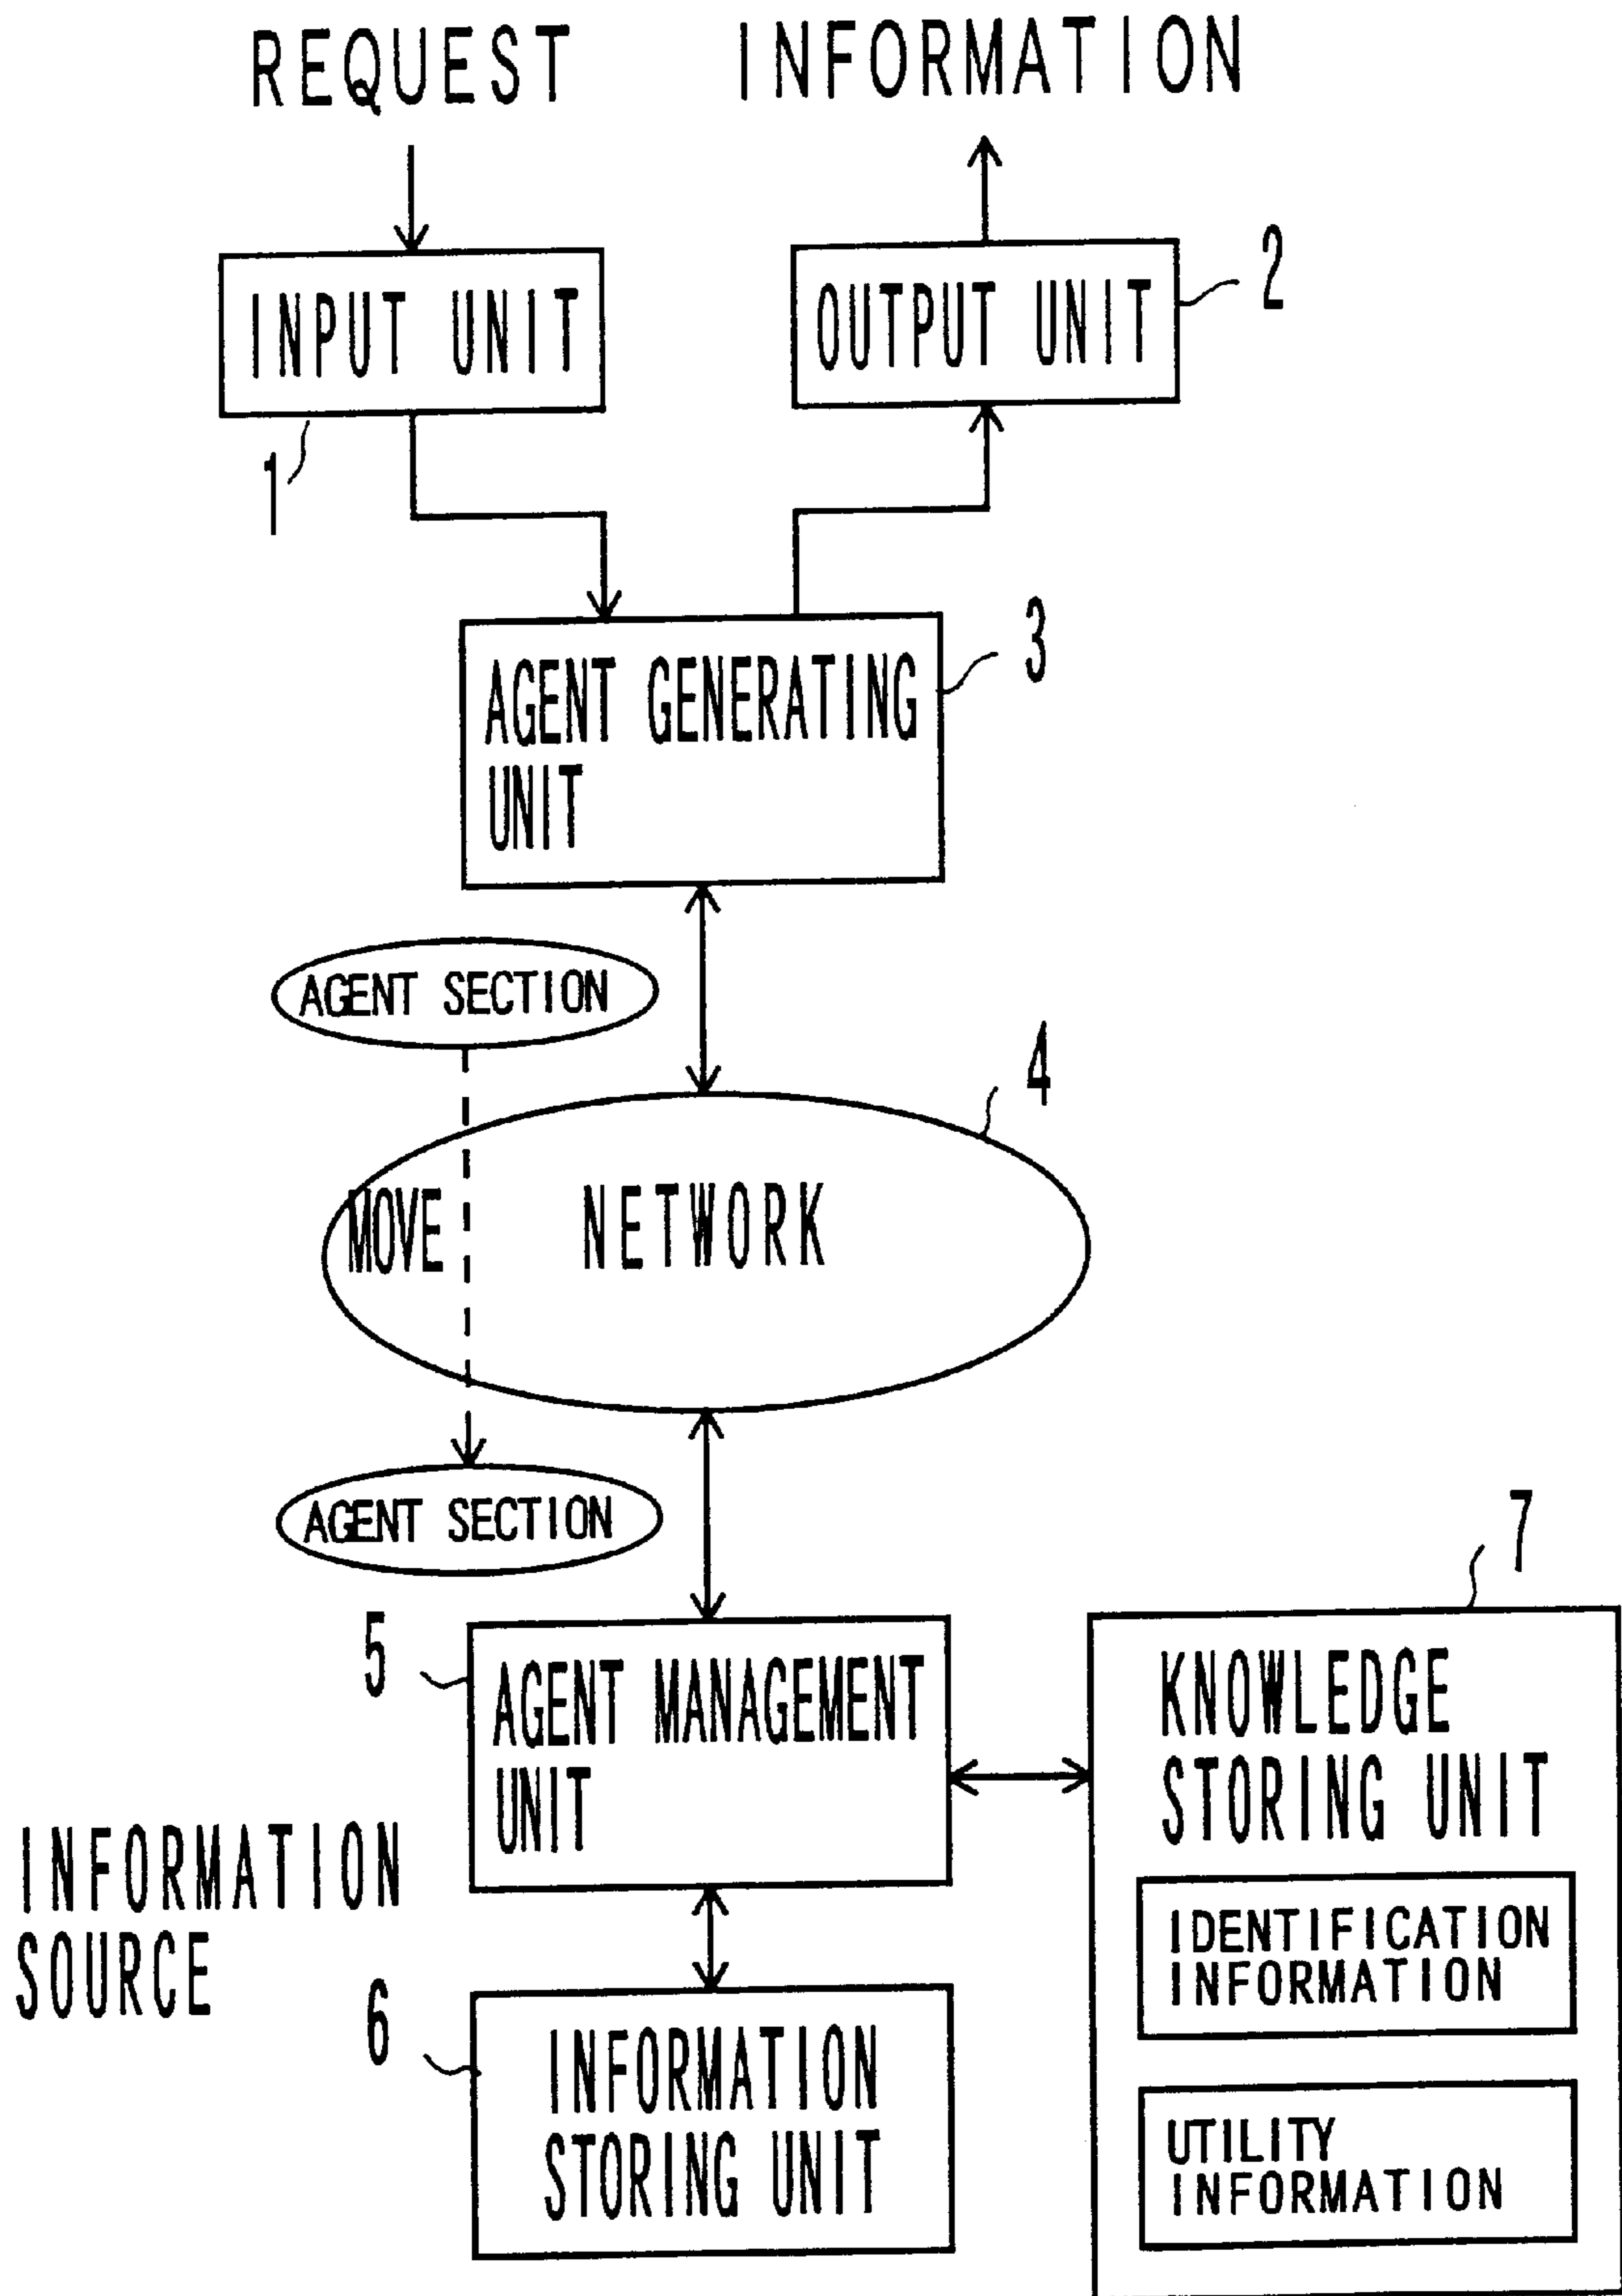 REQUEST
INFORMATION
INPUT UNIT
1
OUTPUT UNIT
2
AGENT GENERATING
UNIT
3
AGENT SECTION
4
MOVE
NETWORK
AGENT SECTION
5
AGENT MANAGEMENT
UNIT
7
KNOWLEDGE
STORING UNIT
IDENTIFICATION
INFORMATION
UTILITY
INFORMATION
INFORMATION
SOURCE
6
INFORMATION
STORING UNIT